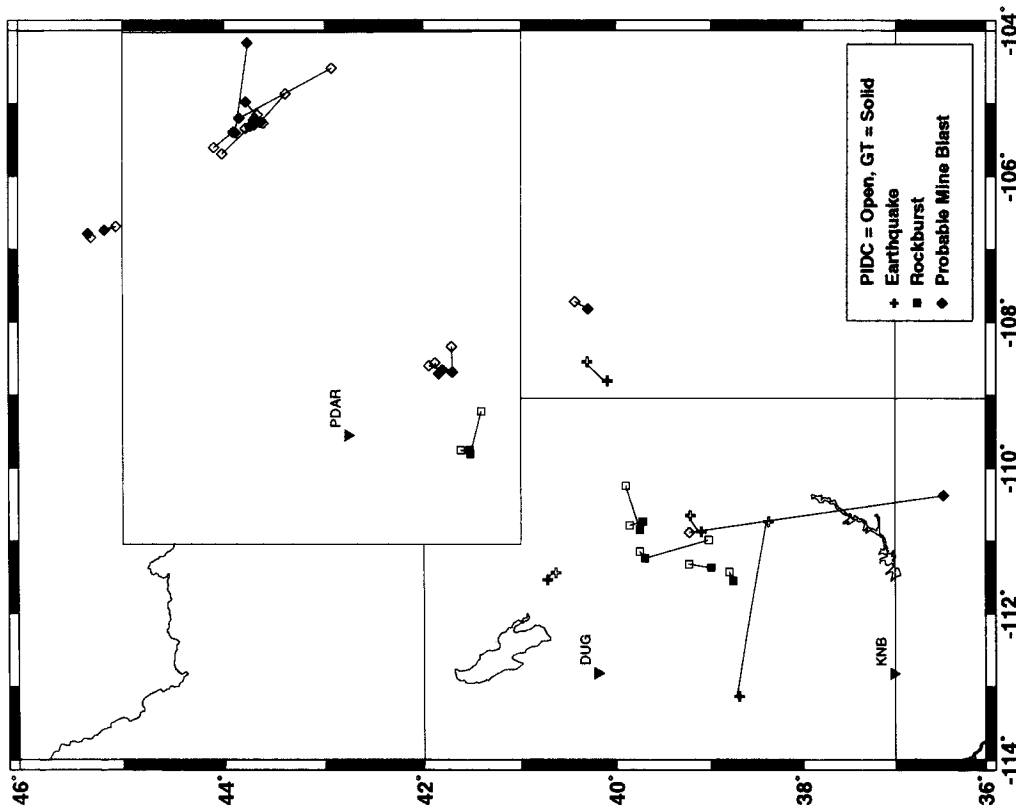 46°
44°
42°
40°
38°
36°
-114°
-112°
-110°
-108°
-106°
-104°
PDAR
DUG
KNB
PIDC = Open, GT = Solid
Earthquake
Rockburst
Probable Mine Blast